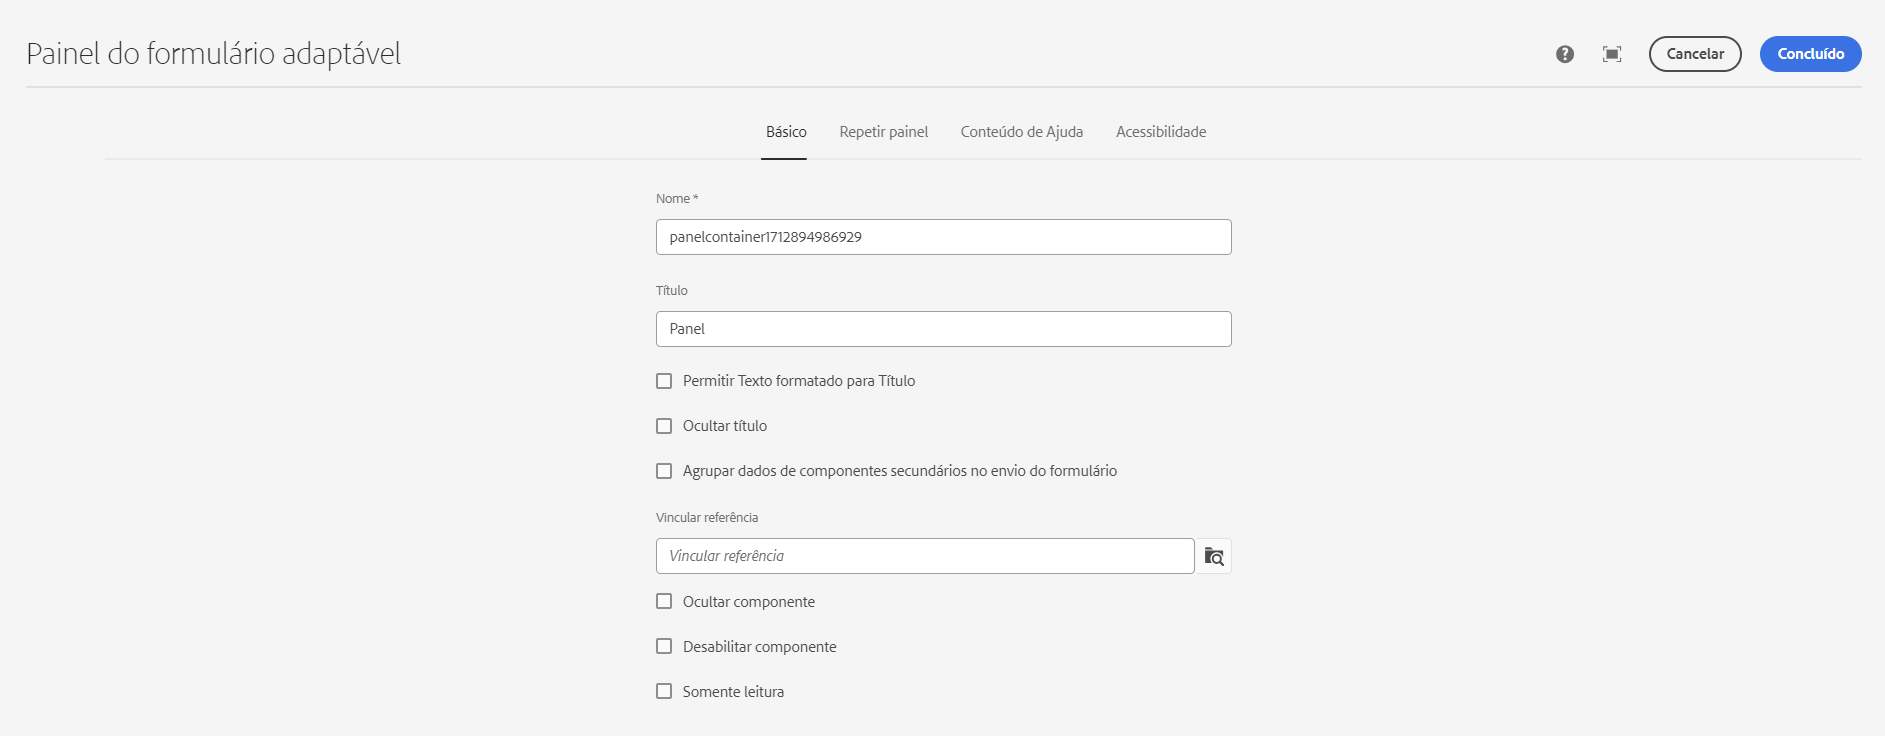 Painel do formulário adaptável
Cancelar
Concluído
Básico
Repetir painel
Conteúdo de Ajuda
Acessibilidade
Nome *
panelcontainer1712894986929
Título
Panel
Permitir Texto formatado para Título
Ocultar título
Agrupar dados de componentes secundários no envio do formulário
Vincular referência
Vincular referência
Ocultar componente
Desabilitar componente
Somente leitura